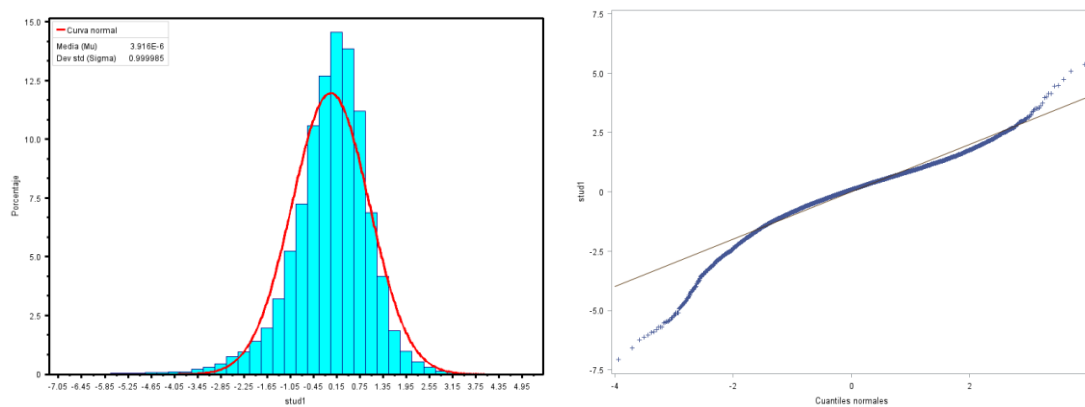 15.0
Curva normal
Media (Mu) 3.916E-6
Dev std (Sigma) 0.999985
12.5
10.0
Porcentaje
7.5
5.0
2.5
0
-7.05 -6.45 -5.85 -5.25 -4.65 -4.05 -3.45 -2.85 -2.25 -1.65 -1.05 -0.45 0.15 0.75 1.35 1.95 2.55 3.15 3.75 4.35 4.95
stud1
7.5
5.0
2.5
stud1
0
-2.5
-5.0
-7.5
-4 -2 0 2
Cuantiles normales